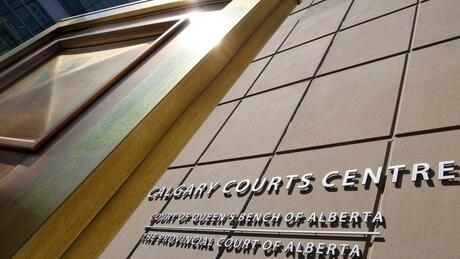 CALGARY COURTS CENTRE
COURT OF QUEEN'S BENCH OF ALBERTA
THE PROVINCIAL COURT OF ALBERTA